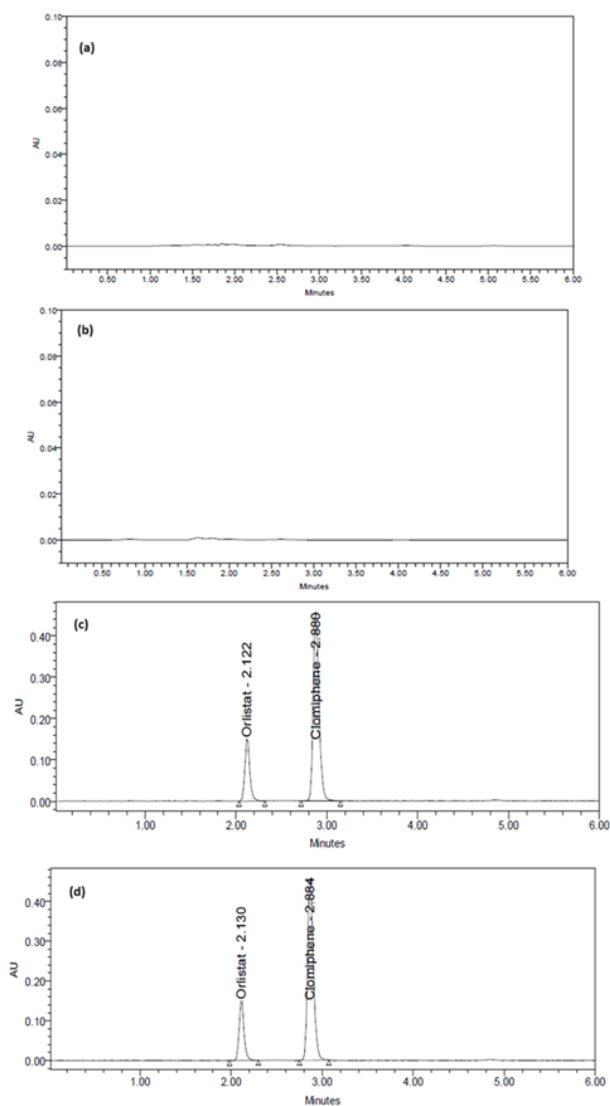 (a)
0.10
0.08
0.06
0.04
0.02
0.00
AU
0.50 1.00 1.50 2.00 2.50 3.00 3.50 4.00 4.50 5.00 5.50 6.00
Minutes
(b)
0.10
0.08
0.06
0.04
0.02
0.00
AU
0.50 1.00 1.50 2.00 2.50 3.00 3.50 4.00 4.50 5.00 5.50 6.00
Minutes
(c)
0.40
0.30
0.20
0.10
0.00
AU
Orlistat - 2.122
Clomiphene - 2.880
1.00 2.00 3.00 4.00 5.00 6.00
Minutes
(d)
0.40
0.30
0.20
0.10
0.00
AU
Orlistat - 2.130
Clomiphene - 2.884
1.00 2.00 3.00 4.00 5.00 6.00
Minutes